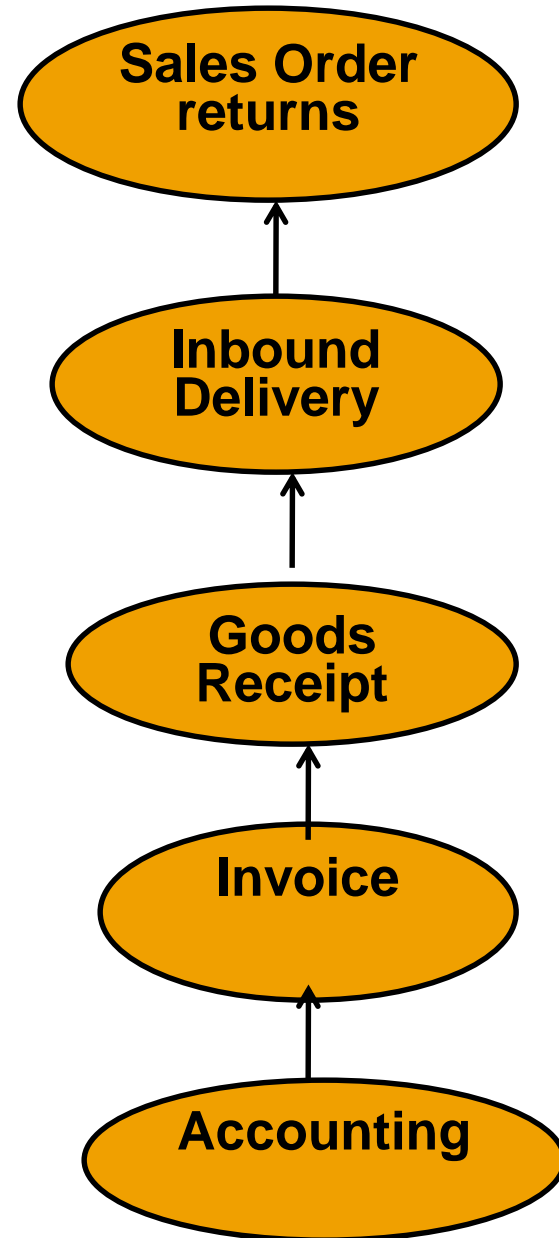 Sales Order
returns
Inbound
Delivery
Goods
Receipt
Invoice
Accounting